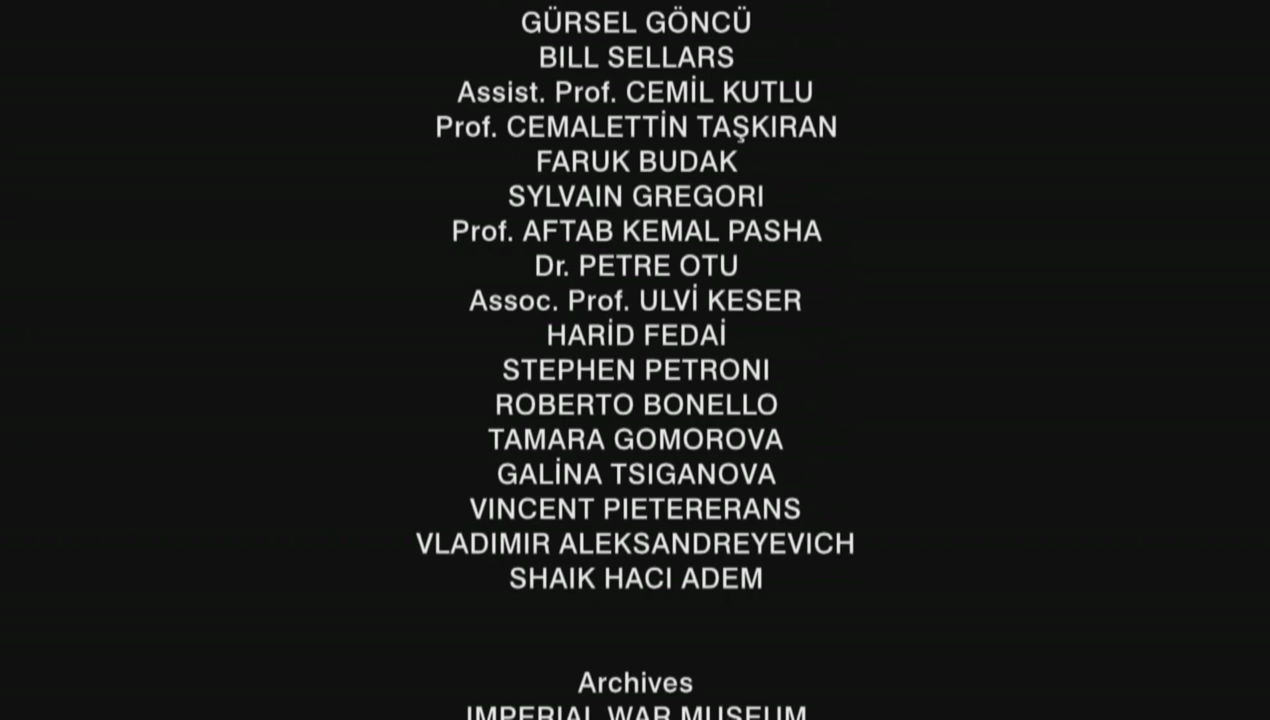 GÜRSEL GÖNCÜ
BILL SELLARS
Assist. Prof. CEMİL KUTLU
Prof. CEMALETTİN TAŞKIRAN
FARUK BUDAK
SYLVAIN GREGORI
Prof. AFTAB KEMAL PASHA
Dr. PETRE OTU
Assoc. Prof. ULVİ KESER
HARİD FEDAİ
STEPHEN PETRONI
ROBERTO BONELLO
TAMARA GOMOROVA
GALİNA TSIGANOVA
VINCENT PIETERERANS
VLADIMIR ALEKSANDREYEVICH
SHAIK HACI ADEM
Archives
IMPERIAL WAR MUSEUM